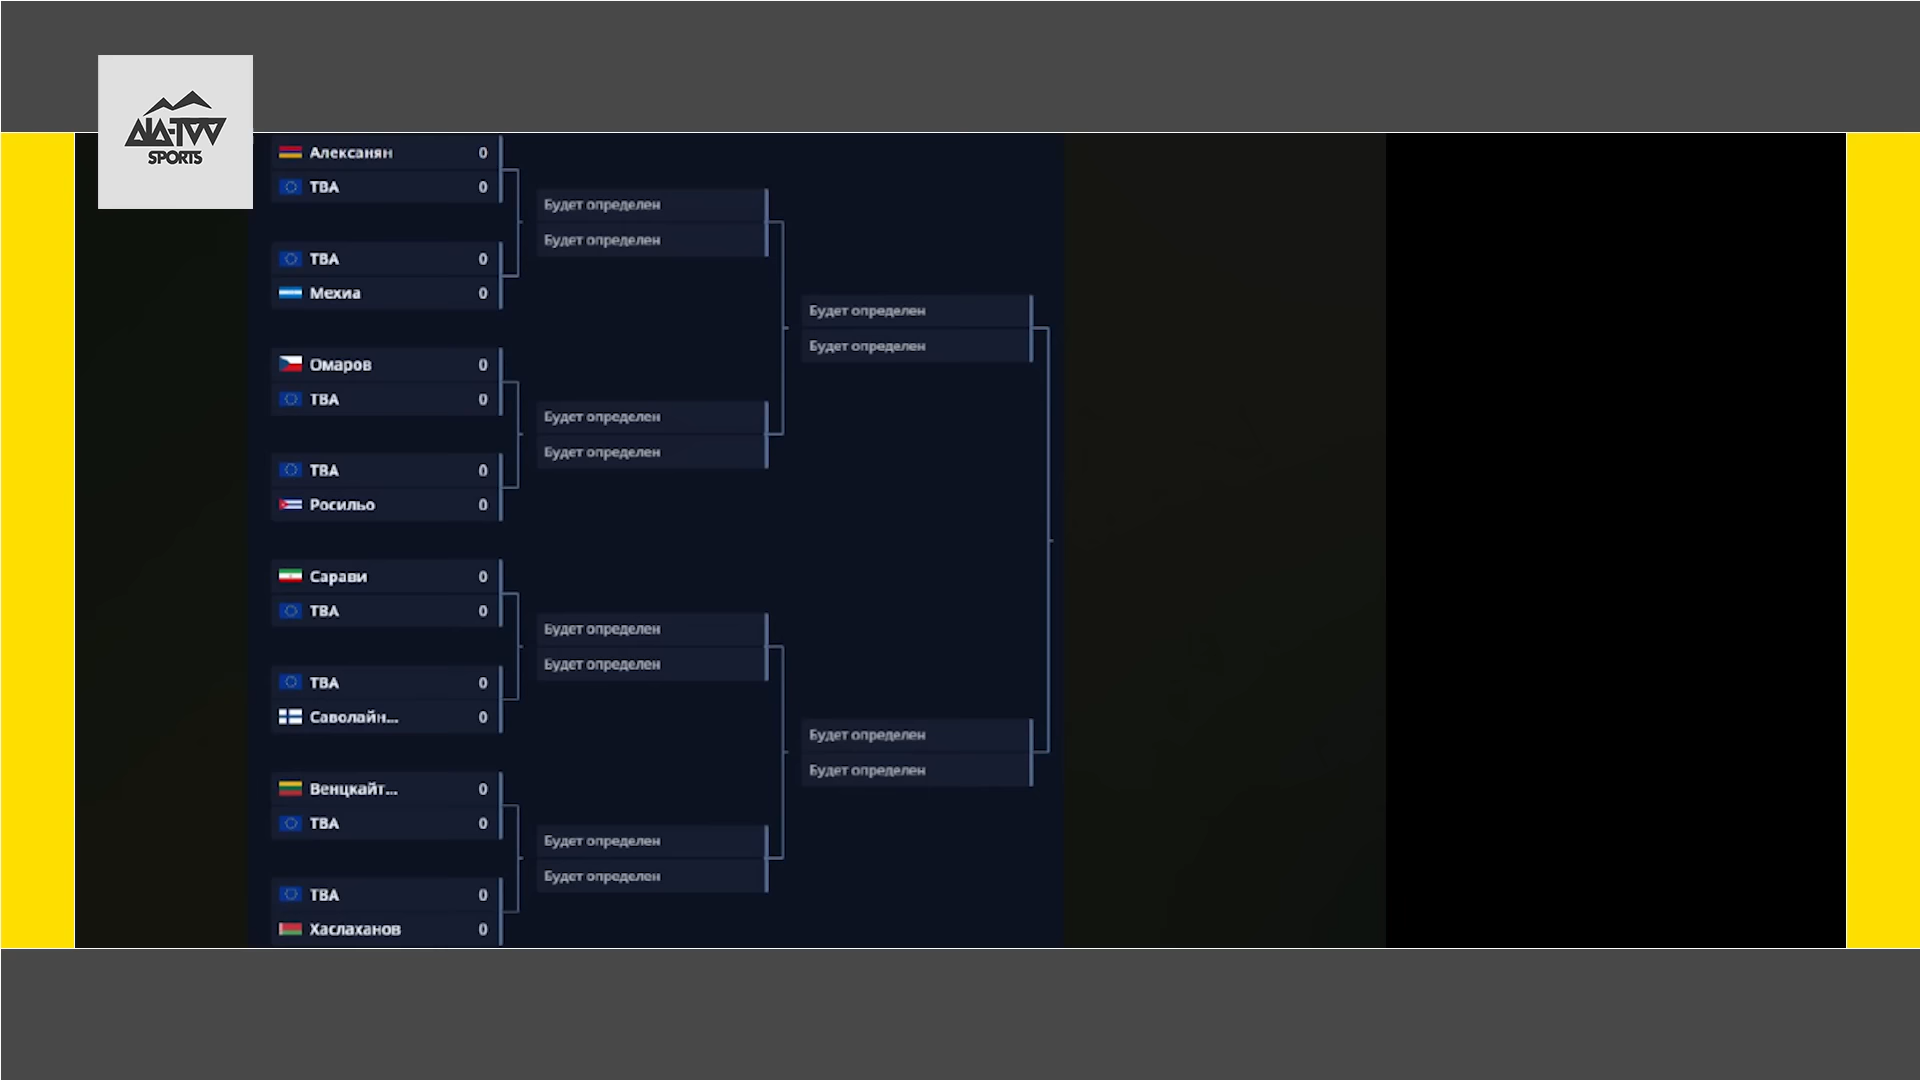 ALA-TOO
SPORTS
Алексанян 0
TBA 0
TBA 0
Мехиа 0
Омаров 0
TBA 0
TBA 0
Росильо 0
Сарави 0
TBA 0
TBA 0
Саволайн... 0
Венцкайт... 0
TBA 0
TBA 0
Хаслаханов 0
Будет определен
Будет определен
Будет определен
Будет определен
Будет определен
Будет определен
Будет определен
Будет определен
Будет определен
Будет определен
Будет определен
Будет определен